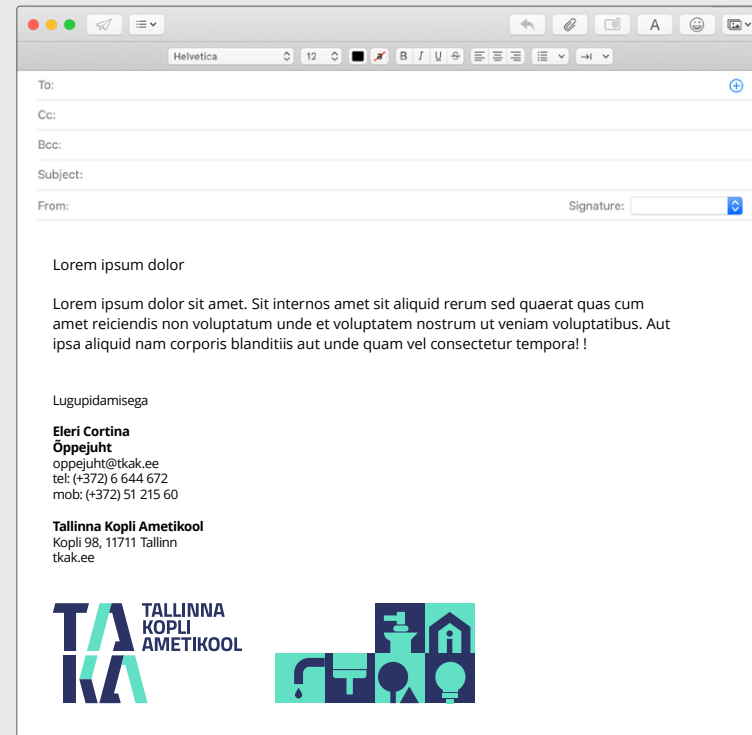 A
Helvetica 12 a B I U S
To:
Cc:
Bcc:
Subject:
From: Signature:
Lorem ipsum dolor
Lorem ipsum dolor sit amet. Sit internos amet sit aliquid rerum sed quaerat quas cum
amet reiciendis non voluptatum unde et voluptatem nostrum ut veniam voluptatibus. Aut
ipsa aliquid nam corporis blanditiis aut unde quam vel consectetur tempora! !
Lugupidamisega
Eleri Cortina
Õppejuht
oppejuht@tkak.ee
tel: (+372) 6 644 672
mob: (+372) 51 215 60
Tallinna Kopli Ametikool
Kopli 98, 11711 Tallinn
tkak.ee
TA
KA
TALLINNA
KOPLI
AMETIKOOL